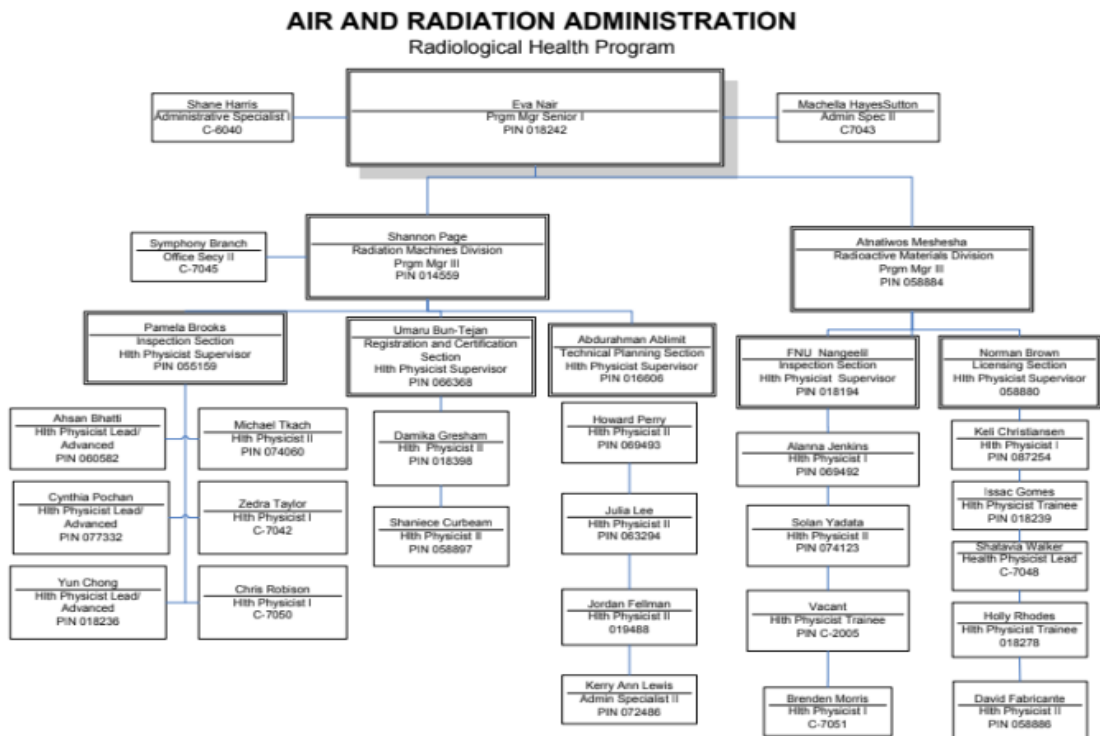 AIR AND RADIATION ADMINISTRATION
Radiological Health Program
Shane Harris
Administrative Specialist I
C-6040
Eva Nair
Prgm Mgr Senior I
PIN 018242
Machella HayesSutton
Admin Spec II
C7043
Symphony Branch
Office Secy II
C-7045
Shannon Page
Radiation Machines Division
Prgm Mgr III
PIN 014559
Atnatiwos Meshesha
Radioactive Materials Division
Prgm Mgr III
PIN 058884
Pamela Brooks
Inspection Section
Hlth Physicist Supervisor
PIN 055159
Umaru Bun-Tejan
Registration and Certification
Section
Hlth Physicist Supervisor
PIN 066368
Abdurahman Ablimit
Technical Planning Section
Hlth Physicist Supervisor
PIN 016606
FNU Nangeelil
Inspection Section
Hlth Physicist Supervisor
PIN 018194
Norman Brown
Licensing Section
Hlth Physicist Supervisor
058880
Ahsan Bhatti
Hlth Physicist Lead/
Advanced
PIN 060582
Michael Tkach
Hlth Physicist II
PIN 074060
Cynthia Pochan
Hlth Physicist Lead/
Advanced
PIN 077332
Zedra Taylor
Hlth Physicist I
C-7042
Yun Chong
Hlth Physicist Lead/
Advanced
PIN 018236
Chris Robison
Hlth Physicist I
C-7050
Damika Gresham
Hlth Physicist II
PIN 018398
Shaniece Curbeam
Hlth Physicist II
PIN 058897
Howard Perry
Hlth Physicist II
PIN 069493
Julia Lee
Hlth Physicist II
PIN 063294
Jordan Fellman
Hlth Physicist II
019488
Kerry Ann Lewis
Admin Specialist II
PIN 072486
Alanna Jenkins
Hlth Physicist I
PIN 069492
Solan Yadata
Hlth Physicist II
PIN 074123
Vacant
Hlth Physicist Trainee
PIN C-2005
Brenden Morris
Hlth Physicist I
C-7051
Keli Christiansen
Hlth Physicist I
PIN 087254
Issac Gomes
Hlth Physicist Trainee
PIN 018239
Shatavia Walker
Health Physicist Lead
C-7048
Holly Rhodes
Hlth Physicist Trainee
018278
David Fabricante
Hlth Physicist II
PIN 058886